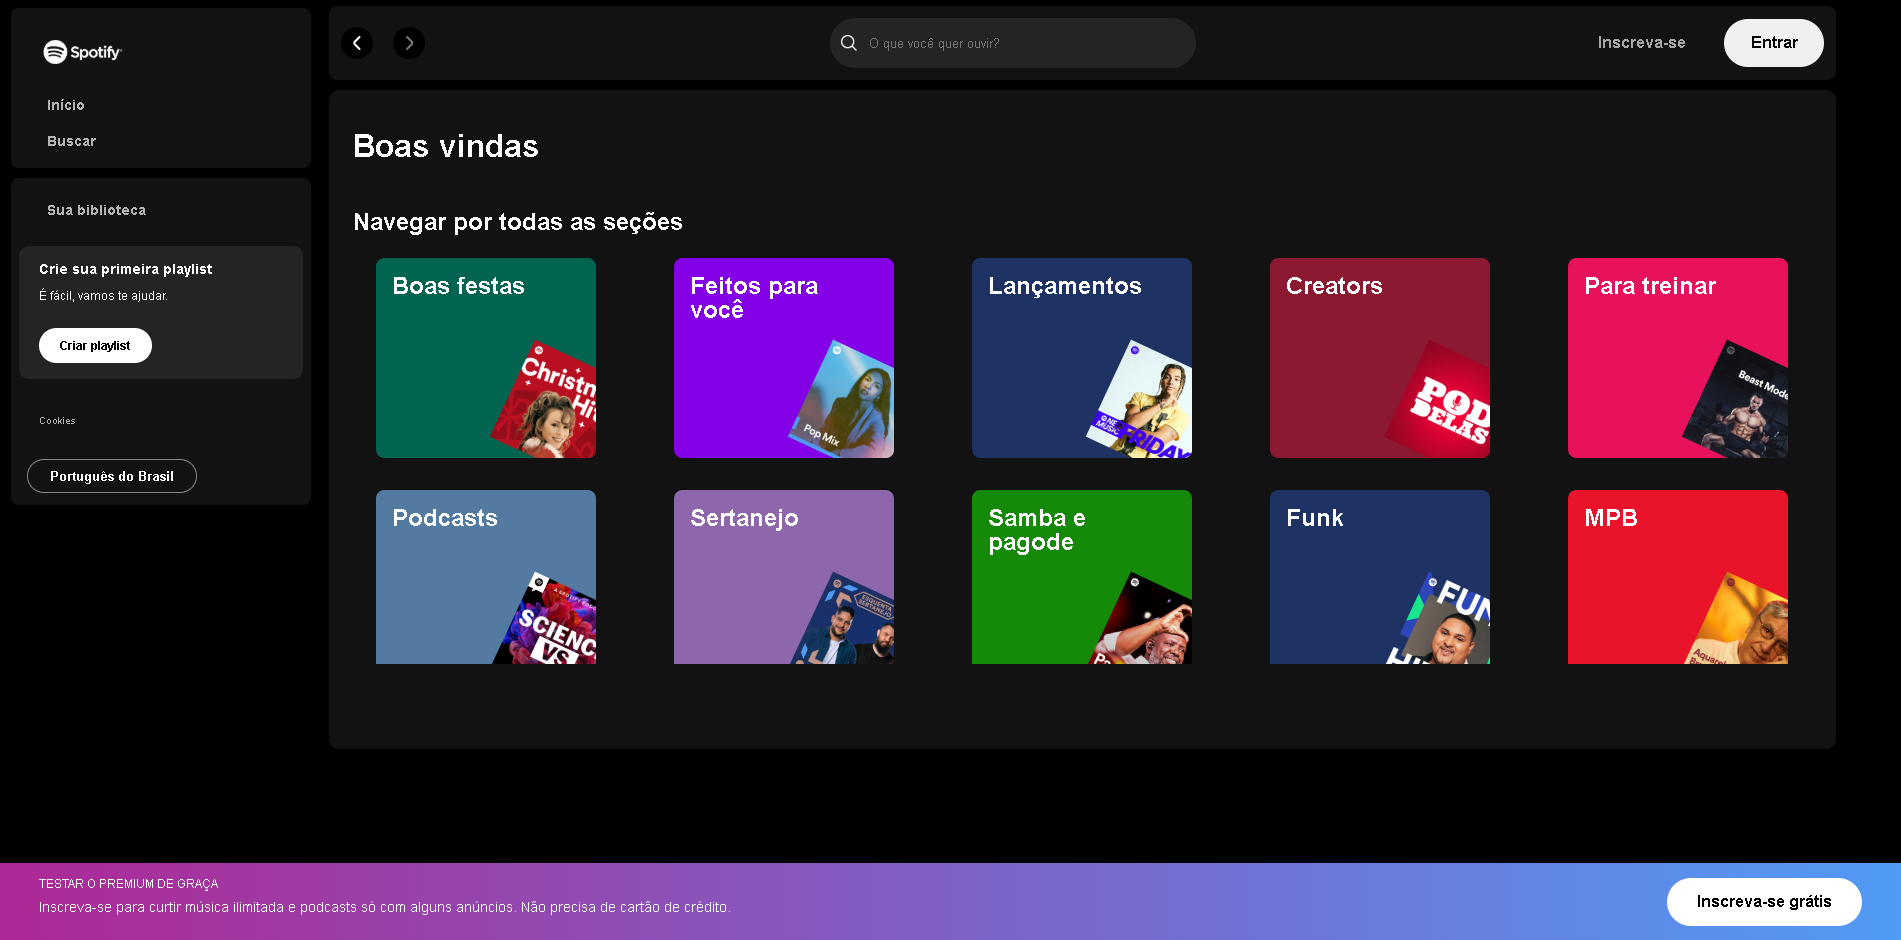 Spotify
Início
Buscar
Sua biblioteca
Crie sua primeira playlist
É fácil, vamos te ajudar.
Criar playlist
Cookies
Português do Brasil
O que você quer ouvir?
Inscreva-se
Entrar
Boas vindas
Navegar por todas as seções
Boas festas
Christm
Hit
Feitos para
você
Pop Mix
Lançamentos
NE
MUSIC
FRIDAY
Creators
POD
DELAS
Para treinar
Beast Mode
Podcasts
SCIENC
VS
Sertanejo
ESQUENTA
SERTANEJO
Samba e
pagode
Funk
FUN
MPB
Aquarel
TESTAR O PREMIUM DE GRAÇA
Inscreva-se para curtir música ilimitada e podcasts só com alguns anúncios. Não precisa de cartão de crédito.
Inscreva-se grátis